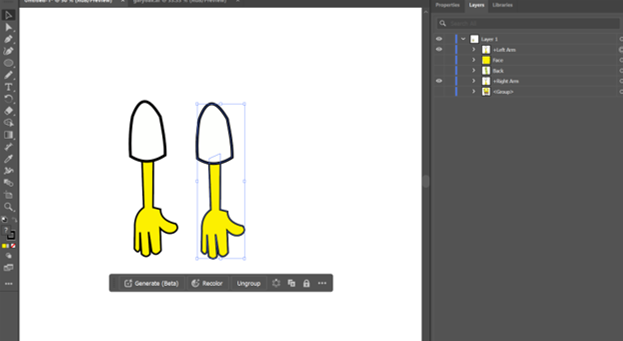 Properties Layers Libraries
Layer 1
+Left Arm
Face
Back
+Right Arm
<Group>
Generate (Beta) Recolor Ungroup